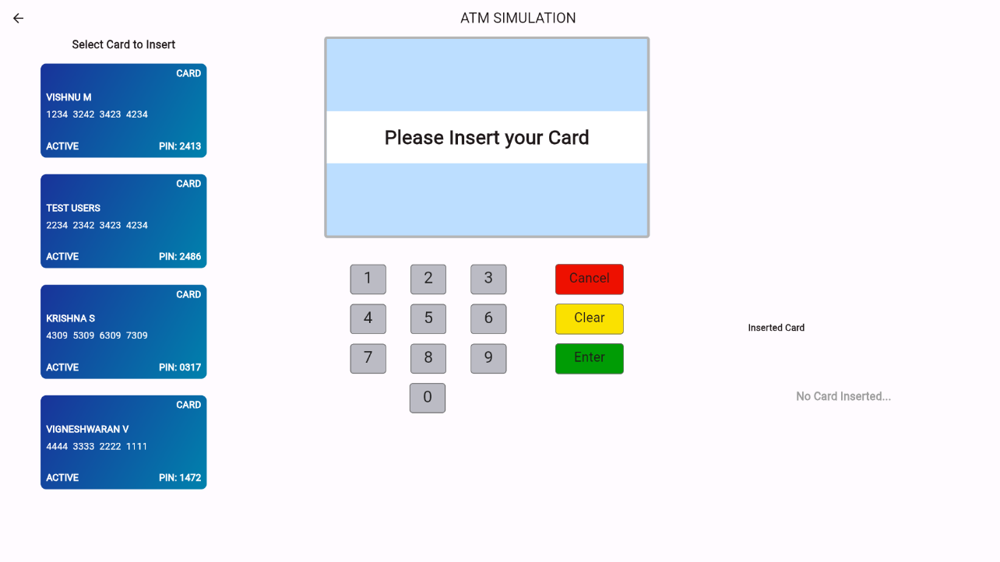 ATM SIMULATION
Select Card to Insert
CARD
VISHNU M
1234 3242 3423 4234
ACTIVE PIN: 2413
CARD
TEST USERS
2234 2342 3423 4234
ACTIVE PIN: 2486
CARD
KRISHNA S
4309 5309 6309 7309
ACTIVE PIN: 0317
CARD
VIGNESHWARAN V
4444 3333 2222 1111
ACTIVE PIN: 1472
Please Insert your Card
1 2 3 Cancel
4 5 6 Clear
7 8 9 Enter
0
Inserted Card
No Card Inserted...